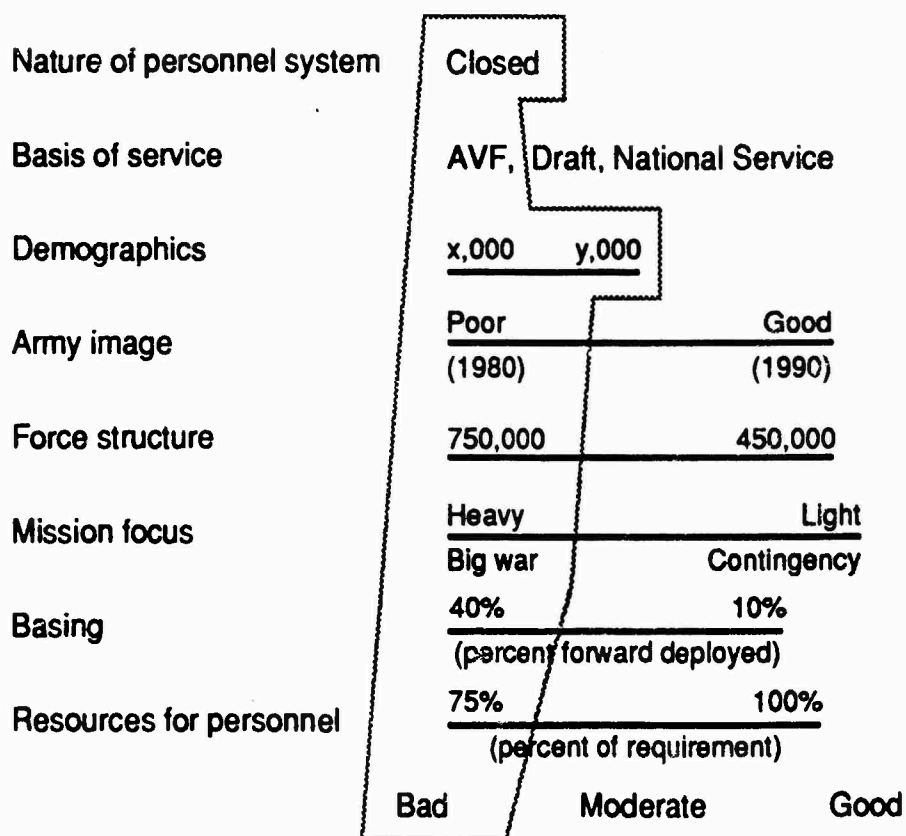 Nature of personnel system Closed
Basis of service AVF, Draft, National Service
Demographics x,000 y,000
Army image Poor Good
(1980) (1990)
Force structure 750,000 450,000
Mission focus Heavy Light
Big war Contingency
Basing 40% 10%
(percent forward deployed)
Resources for personnel 75% 100%
(percent of requirement)
Bad Moderate Good